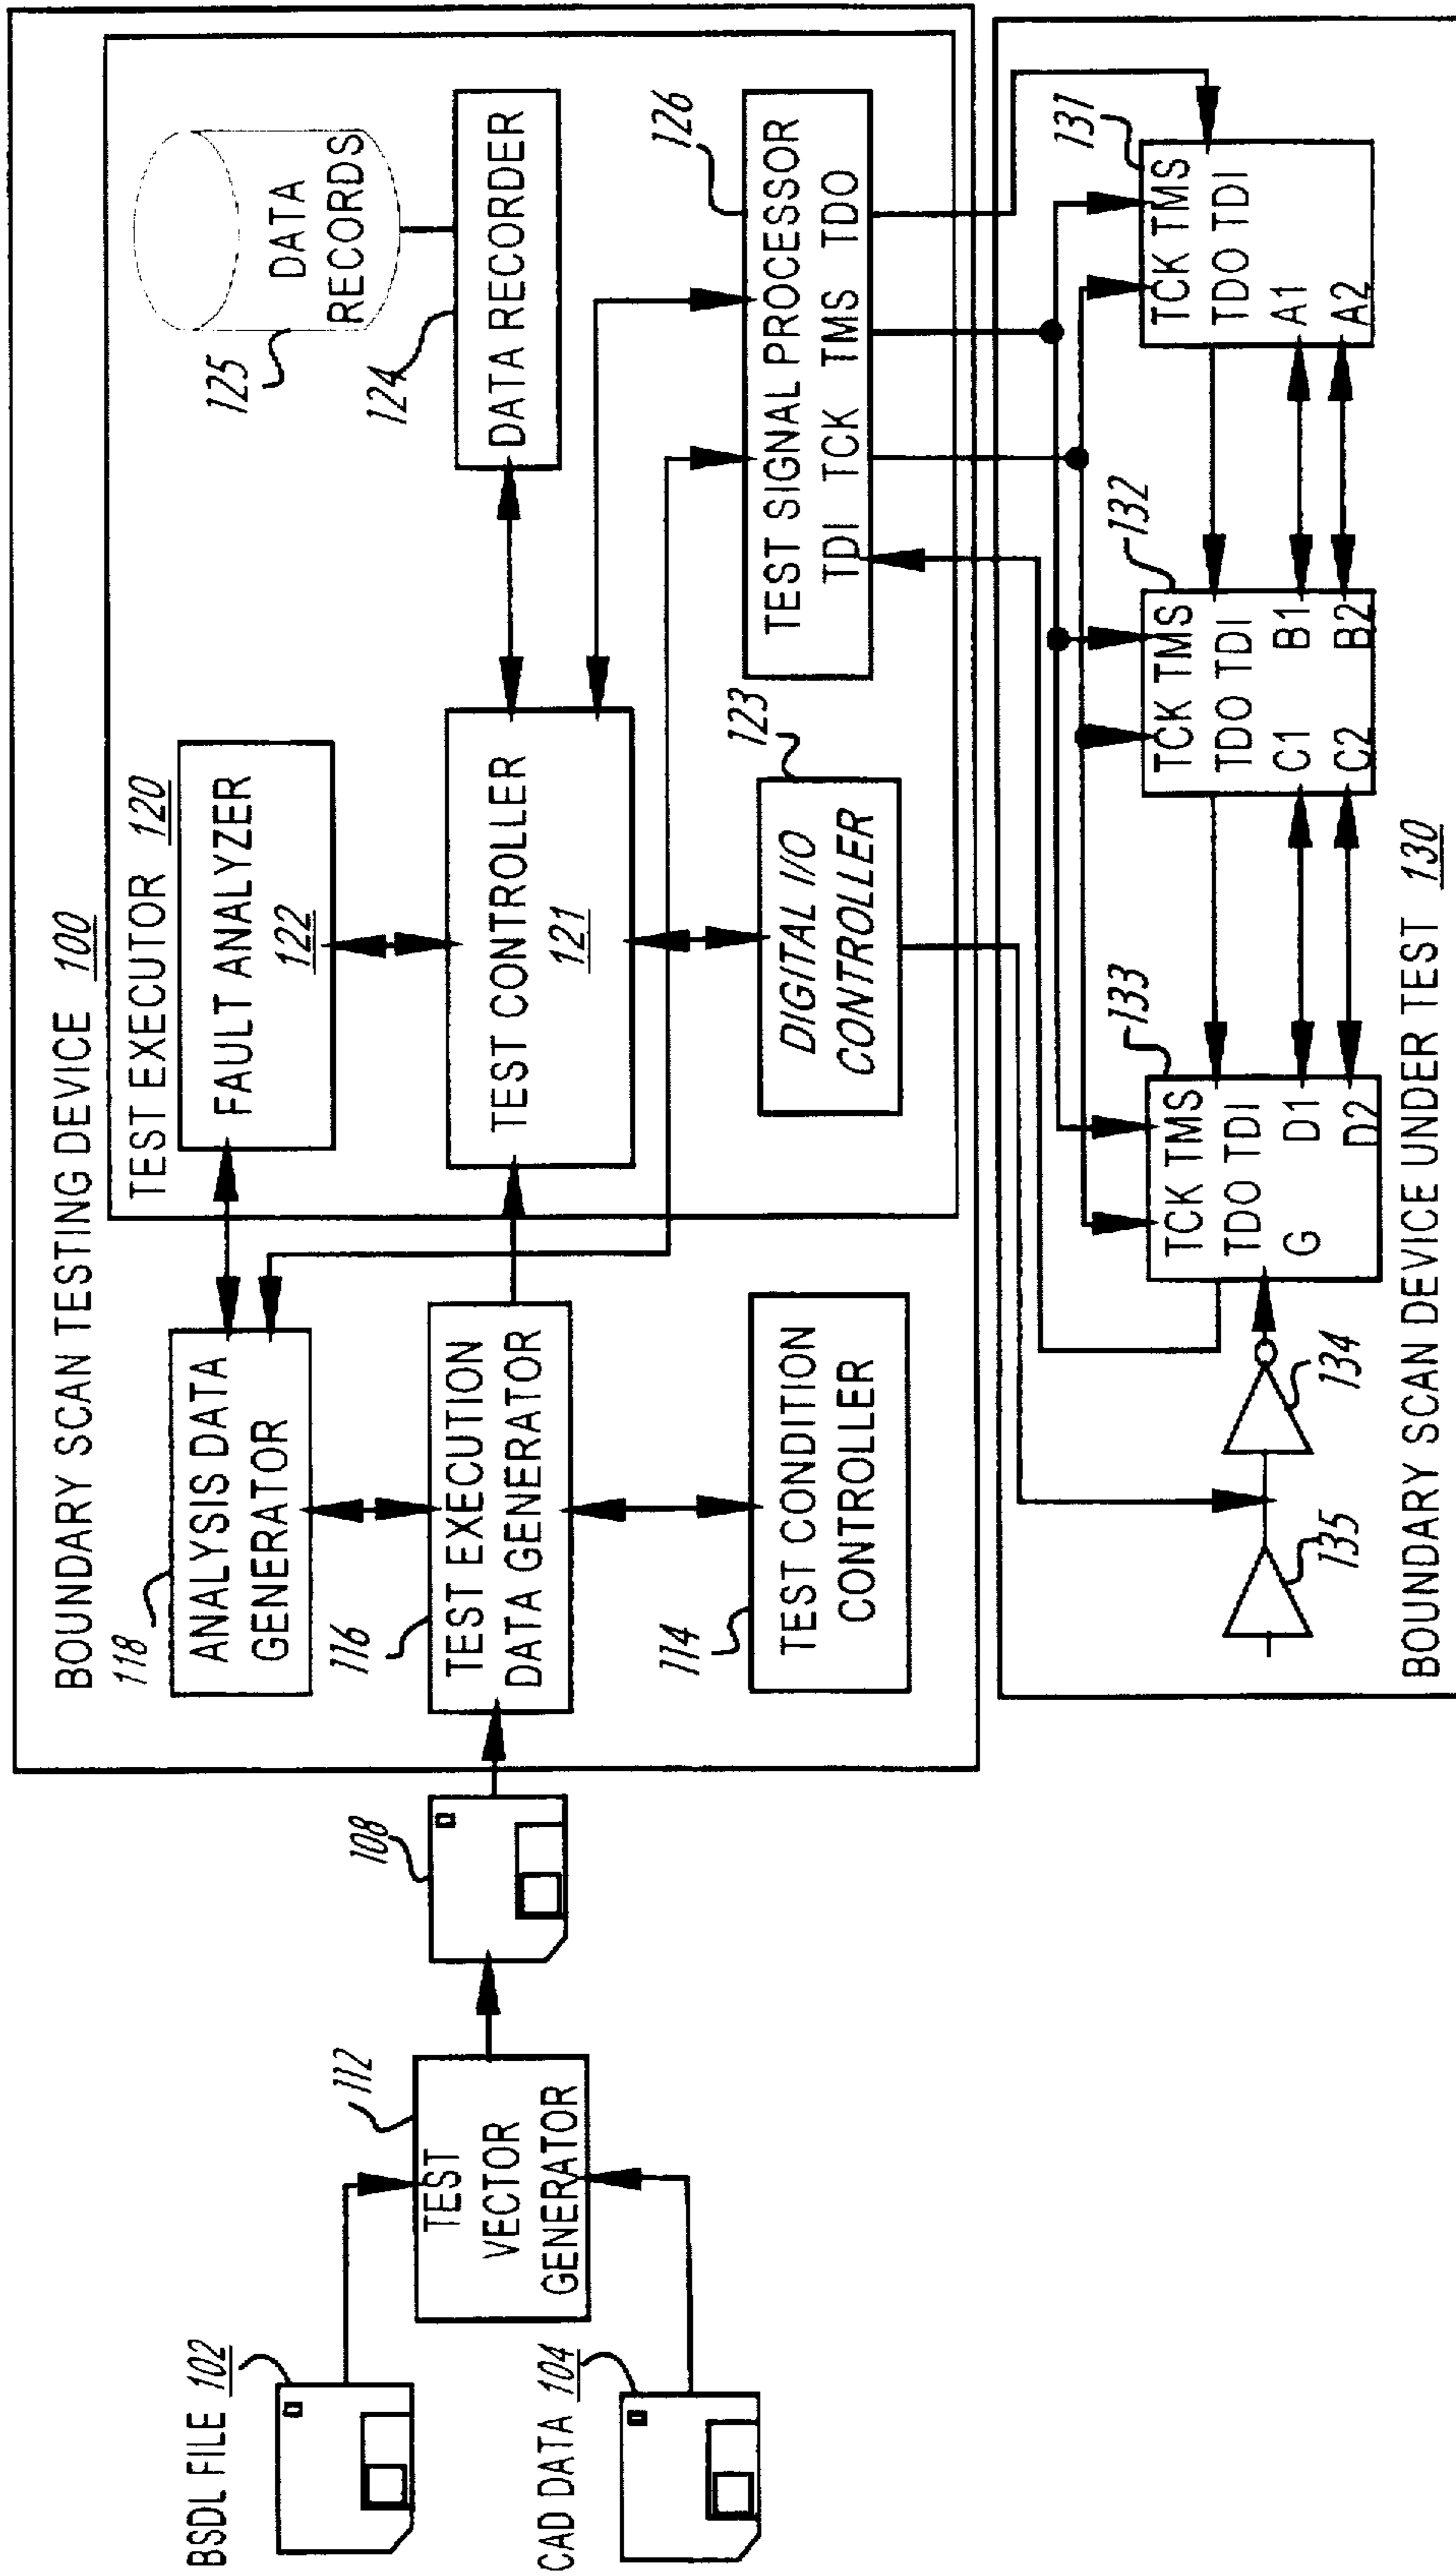 BSDL FILE 102
CAD DATA 104
112
TEST
VECTOR
GENERATOR
108
BOUNDARY SCAN TESTING DEVICE 100
118
ANALYSIS DATA
GENERATOR
116
TEST EXECUTION
DATA GENERATOR
114
TEST CONDITION
CONTROLLER
TEST EXECUTOR 120
FAULT ANALYZER
122
TEST CONTROLLER
121
123
DIGITAL I/O
CONTROLLER
125
DATA
RECORDS
124
DATA RECORDER
126
TEST SIGNAL PROCESSOR
TDI TCK TMS TDO
133
TCK TMS
TDO TDI
G D1
D2
132
TCK TMS
TDO TDI
C1 B1
C2 B2
131
TCK TMS
TDO TDI
A1
A2
135
134
BOUNDARY SCAN DEVICE UNDER TEST 130